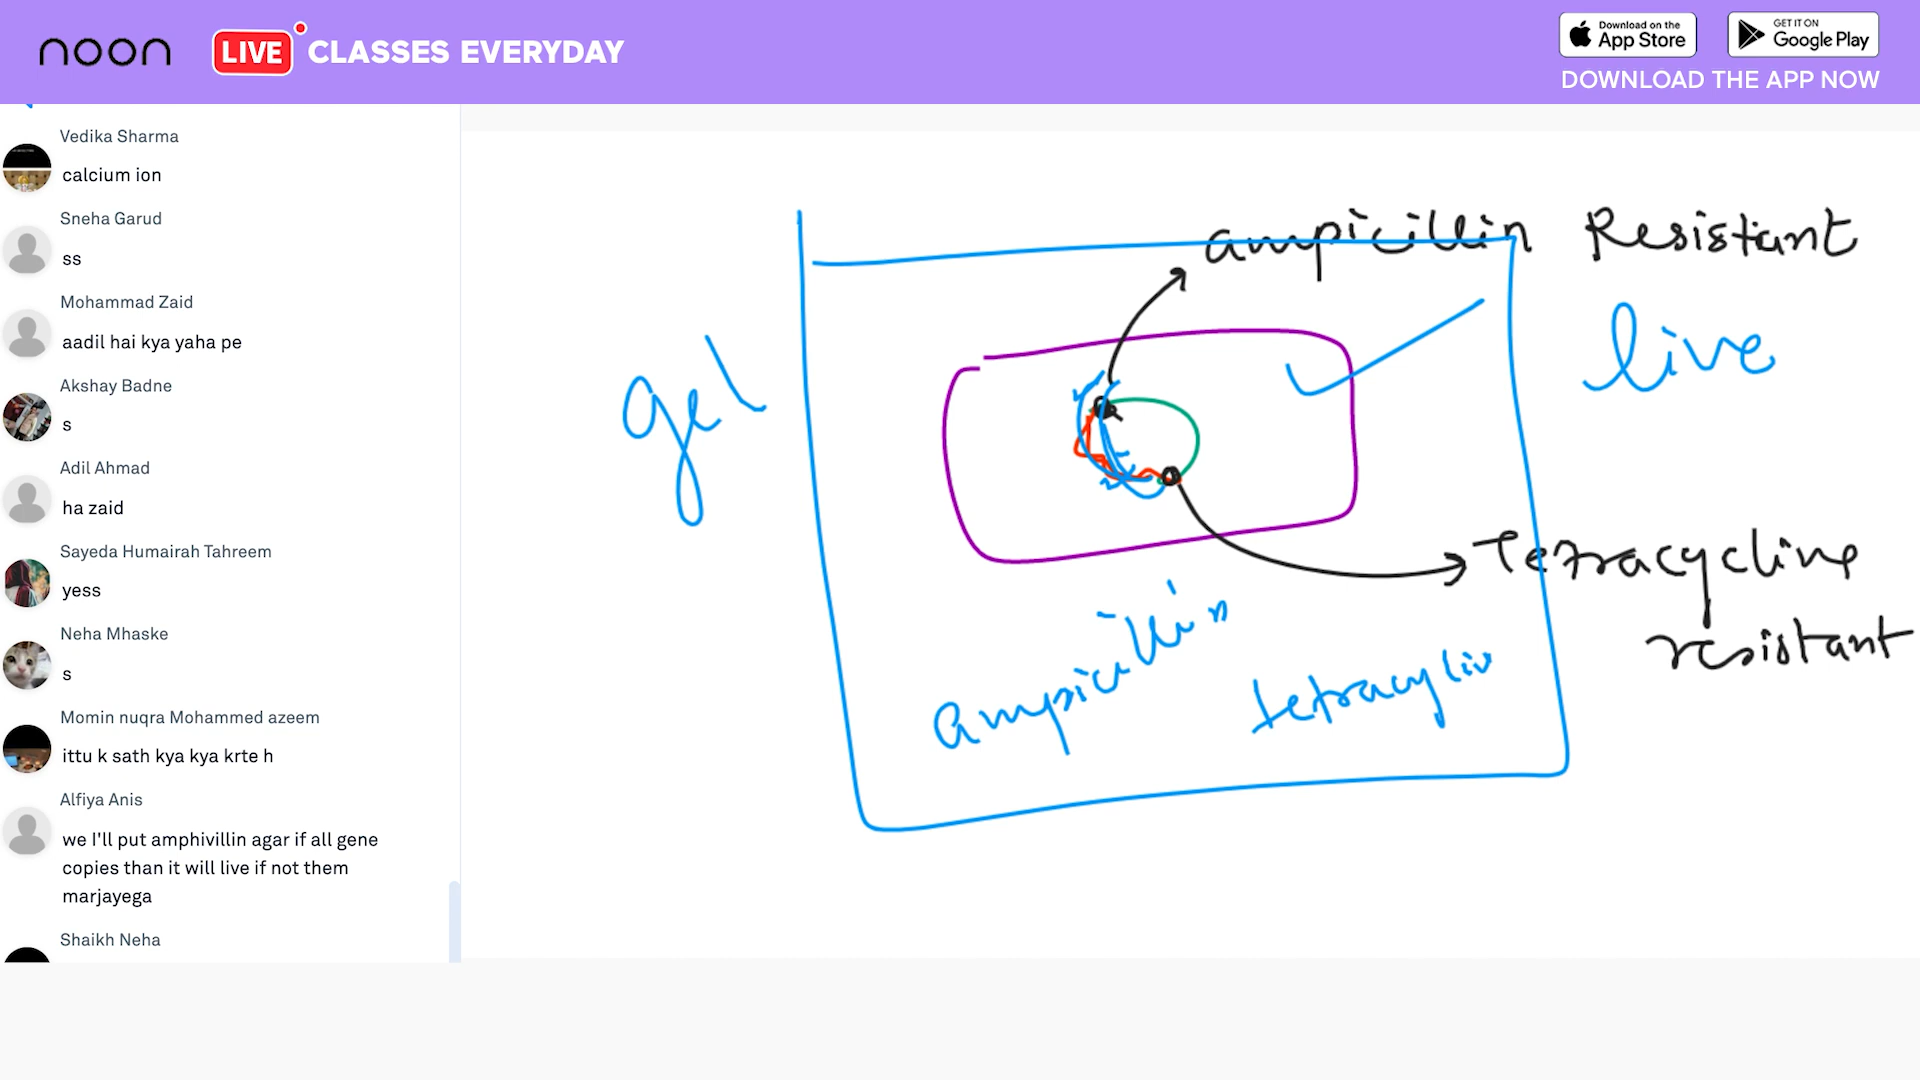 noon
LIVE CLASSES EVERYDAY
Download on the
App Store
GET IT ON
Google Play
DOWNLOAD THE APP NOW
Vedika Sharma
calcium ion
Sneha Garud
ss
Mohammad Zaid
aadil hai kya yaha pe
Akshay Badne
s
Adil Ahmad
ha zaid
Sayeda Humairah Tahreem
yess
Neha Mhaske
s
Momin nuqra Mohammed azeem
ittu k sath kya kya krte h
Alfiya Anis
we I'll put amphivillin agar if all gene
copies than it will live if not them
marjayega
Shaikh Neha
ampicillin Resistant
live
gel
Tetracycline
resistant
ampicillin
tetracyliv